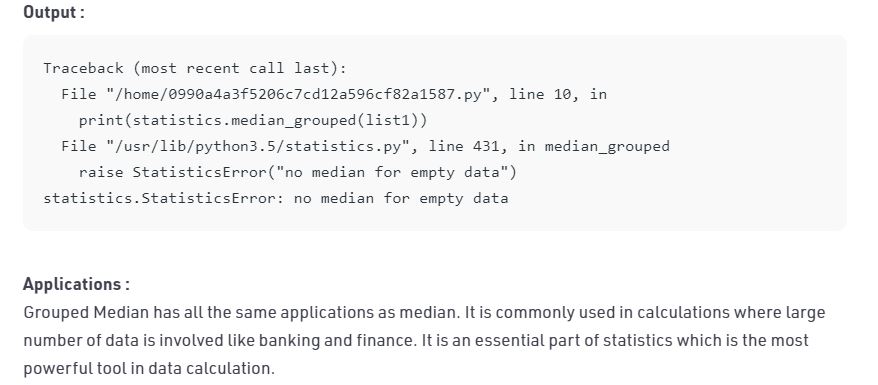 Output :
Traceback (most recent call last):
  File "/home/0990a4a3f5206c7cd12a596cf82a1587.py", line 10, in
    print(statistics.median_grouped(list1))
  File "/usr/lib/python3.5/statistics.py", line 431, in median_grouped
    raise StatisticsError("no median for empty data")
statistics.StatisticsError: no median for empty data
Applications :
Grouped Median has all the same applications as median. It is commonly used in calculations where large
number of data is involved like banking and finance. It is an essential part of statistics which is the most
powerful tool in data calculation.